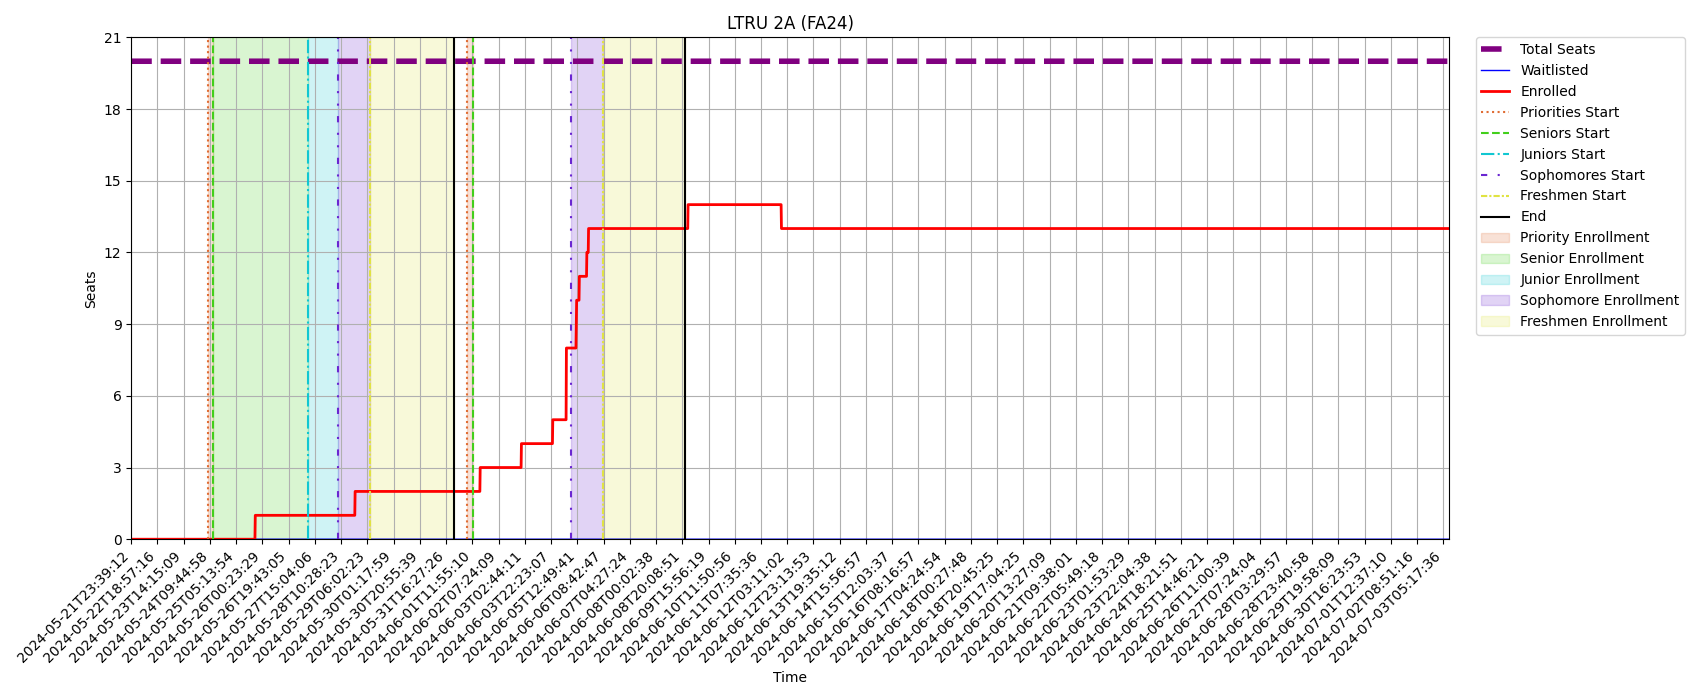 LTRU 2A (FA24)
21
18
15
12
9
6
3
0
Seats
2024-05-21T23:39:12
2024-05-22T18:57:16
2024-05-23T14:15:09
2024-05-24T09:44:58
2024-05-25T05:13:54
2024-05-26T00:23:29
2024-05-26T19:43:05
2024-05-27T15:04:06
2024-05-28T10:28:23
2024-05-29T06:02:23
2024-05-30T01:17:59
2024-05-30T20:55:39
2024-05-31T16:27:26
2024-06-01T11:55:10
2024-06-02T07:24:09
2024-06-03T02:44:11
2024-06-03T22:23:07
2024-06-05T12:49:41
2024-06-06T08:42:47
2024-06-07T04:27:24
2024-06-08T00:02:38
2024-06-08T20:08:51
2024-06-09T15:56:19
2024-06-10T11:50:56
2024-06-11T07:35:36
2024-06-12T03:11:02
2024-06-12T23:13:53
2024-06-13T19:35:12
2024-06-14T15:56:57
2024-06-15T12:03:37
2024-06-16T08:16:57
2024-06-17T04:24:54
2024-06-18T00:27:48
2024-06-18T20:45:25
2024-06-19T17:04:25
2024-06-20T13:27:09
2024-06-21T09:38:01
2024-06-22T05:49:18
2024-06-23T01:53:29
2024-06-23T22:04:38
2024-06-24T18:21:51
2024-06-25T14:46:21
2024-06-26T11:00:39
2024-06-27T07:24:04
2024-06-28T03:29:57
2024-06-28T23:40:58
2024-06-29T19:58:09
2024-06-30T16:23:53
2024-07-01T12:37:10
2024-07-02T08:51:16
2024-07-03T05:17:36
Time
Total Seats
Waitlisted
Enrolled
Priorities Start
Seniors Start
Juniors Start
Sophomores Start
Freshmen Start
End
Priority Enrollment
Senior Enrollment
Junior Enrollment
Sophomore Enrollment
Freshmen Enrollment